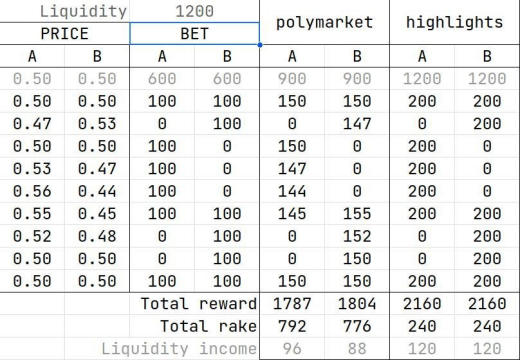 Liquidity 1200 polymarket highlights
PRICE BET
A B A B A B A B
0.50 0.50 600 600 900 900 1200 1200
0.50 0.50 100 100 150 150 200 200
0.47 0.53 0 100 0 147 0 200
0.50 0.50 100 0 150 0 200 0
0.53 0.47 100 0 147 0 200 0
0.56 0.44 100 0 144 0 200 0
0.55 0.45 100 100 145 155 200 200
0.52 0.48 0 100 0 152 0 200
0.50 0.50 0 100 0 150 0 200
0.50 0.50 100 100 150 150 200 200
Total reward 1787 1804 2160 2160
Total rake 792 776 240 240
Liquidity income 96 88 120 120